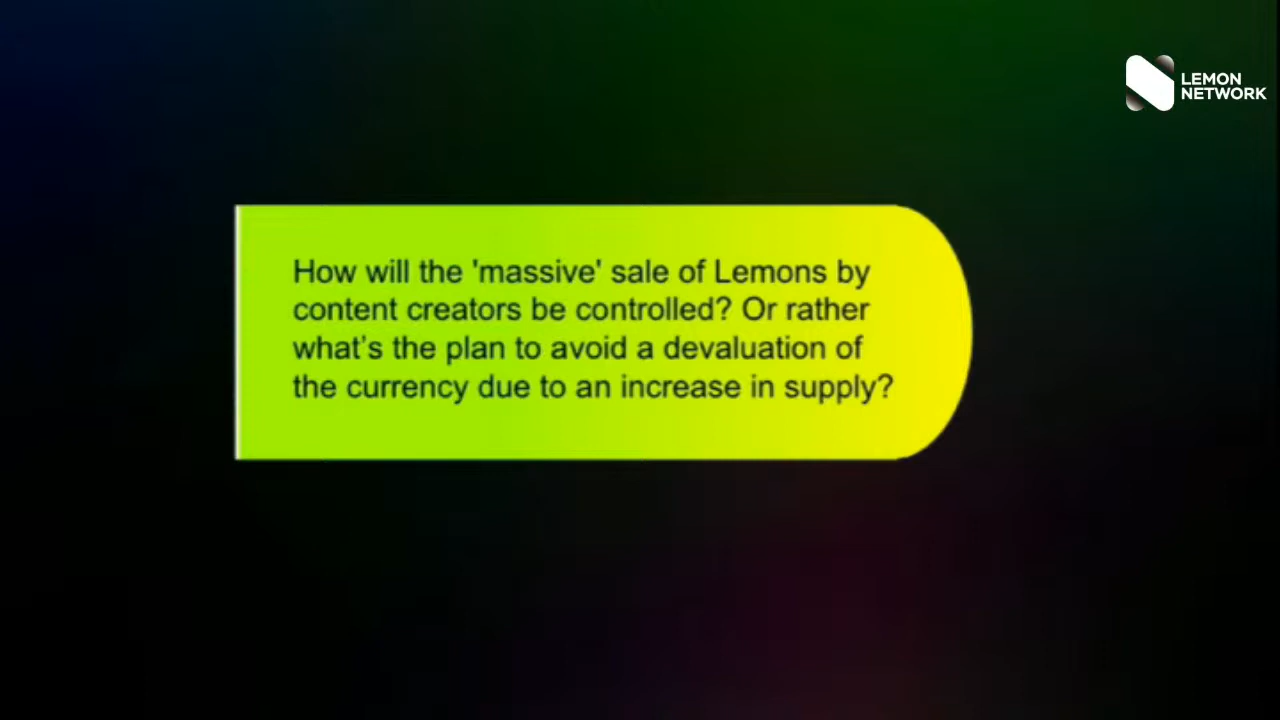 LEMON
NETWORK
How will the 'massive' sale of Lemons by
content creators be controlled? Or rather
what's the plan to avoid a devaluation of
the currency due to an increase in supply?